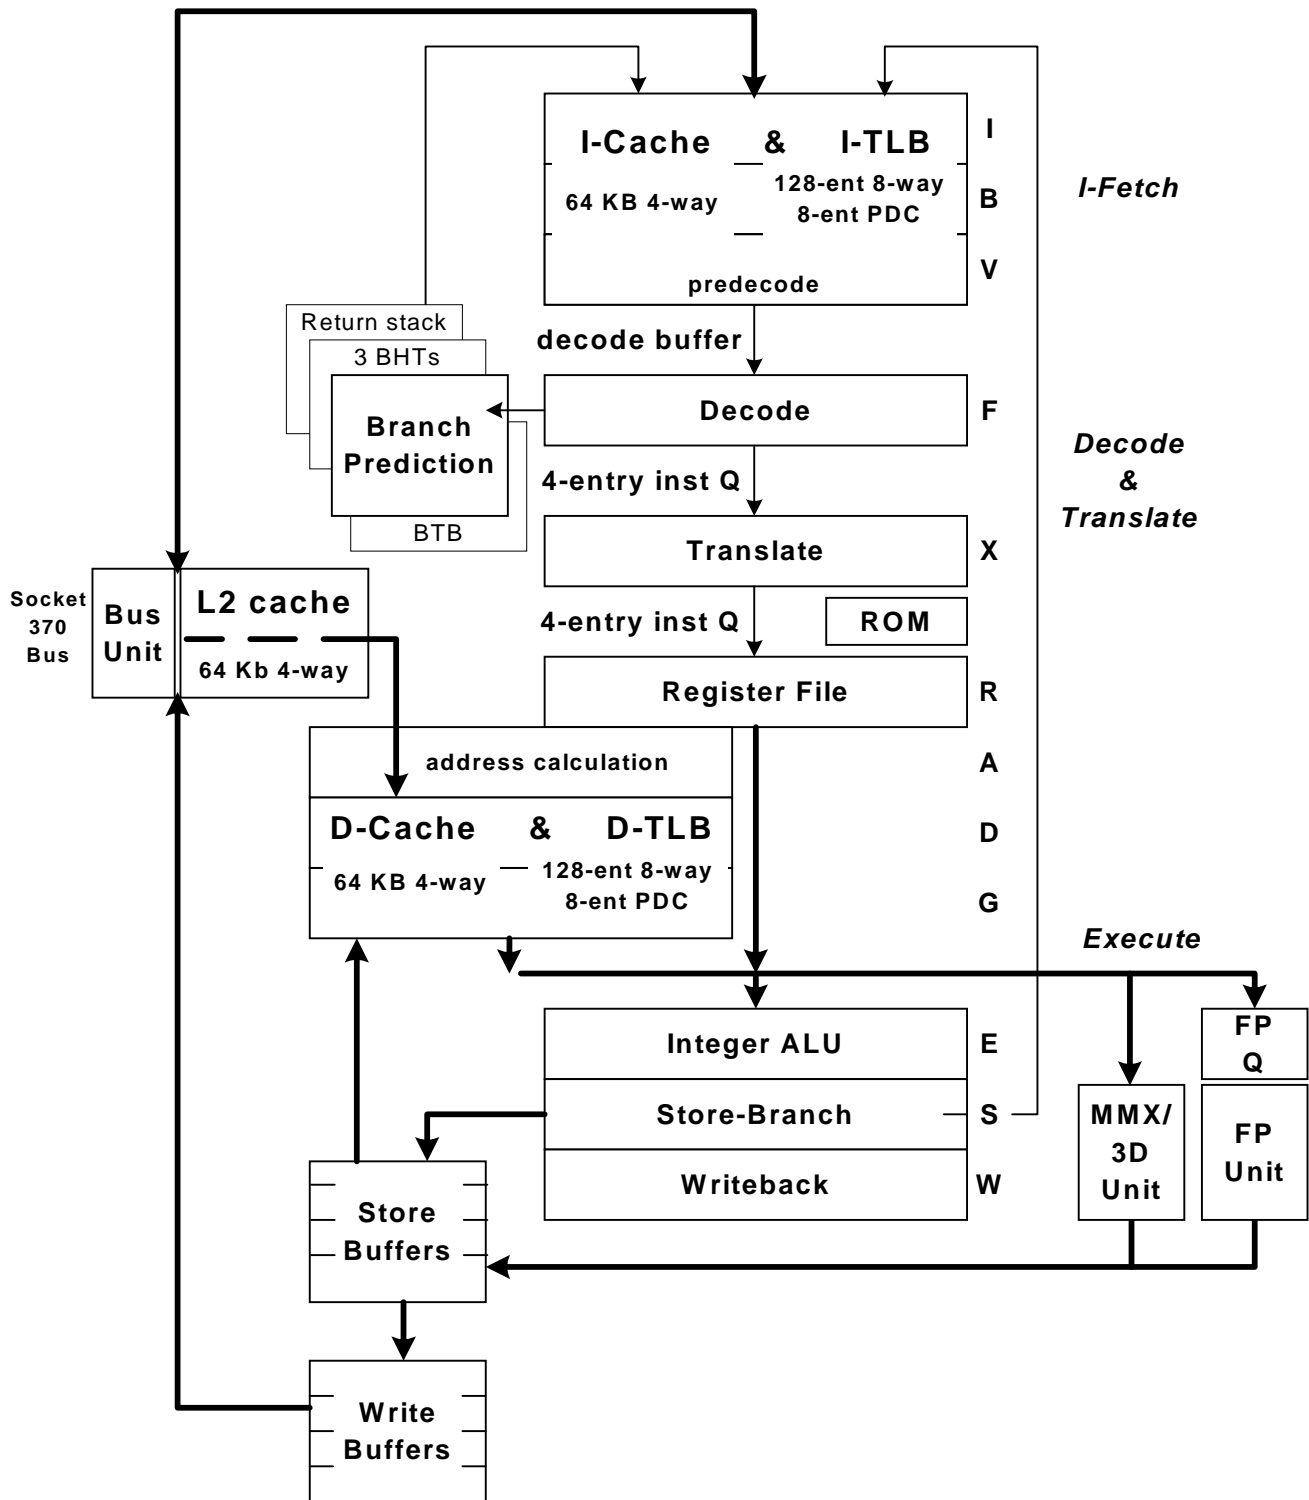 I-Cache & I-TLB
I
64 KB 4-way
128-ent 8-way
8-ent PDC
B
I-Fetch
predecode
V
Return stack
3 BHTs
Branch
Prediction
BTB
decode buffer
Decode
F
4-entry inst Q
Decode
&
Translate
Translate
X
Socket
370
Bus
Bus
Unit
L2 cache
64 Kb 4-way
4-entry inst Q
ROM
Register File
R
address calculation
A
D-Cache & D-TLB
D
64 KB 4-way
128-ent 8-way
8-ent PDC
G
Execute
Integer ALU
E
FP
Q
Store-Branch
S
MMX/
3D
Unit
FP
Unit
Writeback
W
Store
Buffers
Write
Buffers